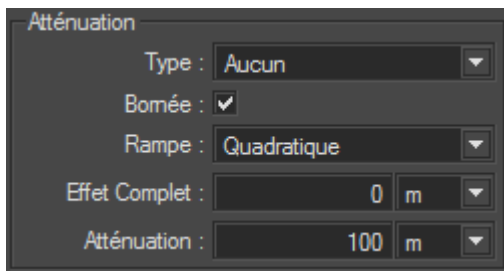 Atténuation
Type : Aucun
Bornée :
Rampe : Quadratique
Effet Complet : 0 m
Atténuation : 100 m